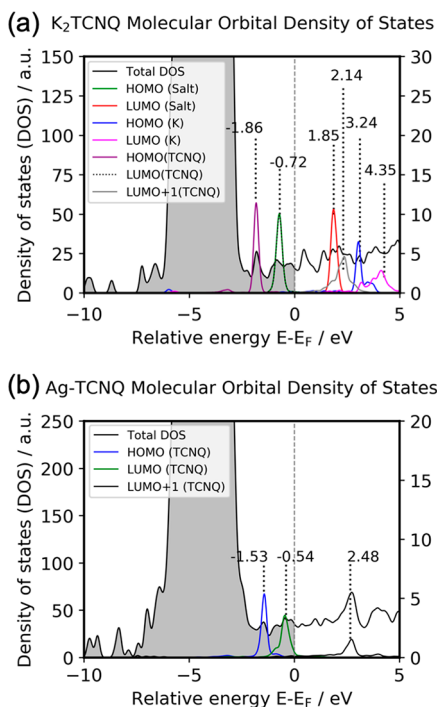 (a) K₂TCNQ Molecular Orbital Density of States
Density of states (DOS) / a.u.
150
125
100
75
50
25
0
30
25
20
15
10
5
0
Total DOS
HOMO (Salt)
LUMO (Salt)
HOMO (K)
LUMO (K)
HOMO(TCNQ)
LUMO(TCNQ)
LUMO+1(TCNQ)
-1.86
-0.72
1.85
2.14
3.24
4.35
−10
−5
0
5
Relative energy E-E_F / eV
(b) Ag-TCNQ Molecular Orbital Density of States
Density of states (DOS) / a.u.
250
200
150
100
50
0
20
15
10
5
0
Total DOS
HOMO (TCNQ)
LUMO (TCNQ)
LUMO+1 (TCNQ)
-1.53
-0.54
2.48
−10
−5
0
5
Relative energy E-E_F / eV